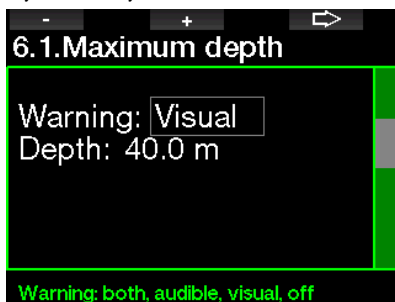 - + ⇨
6.1.Maximum depth
Warning: Visual
Depth: 40.0 m
Warning: both, audible, visual, off